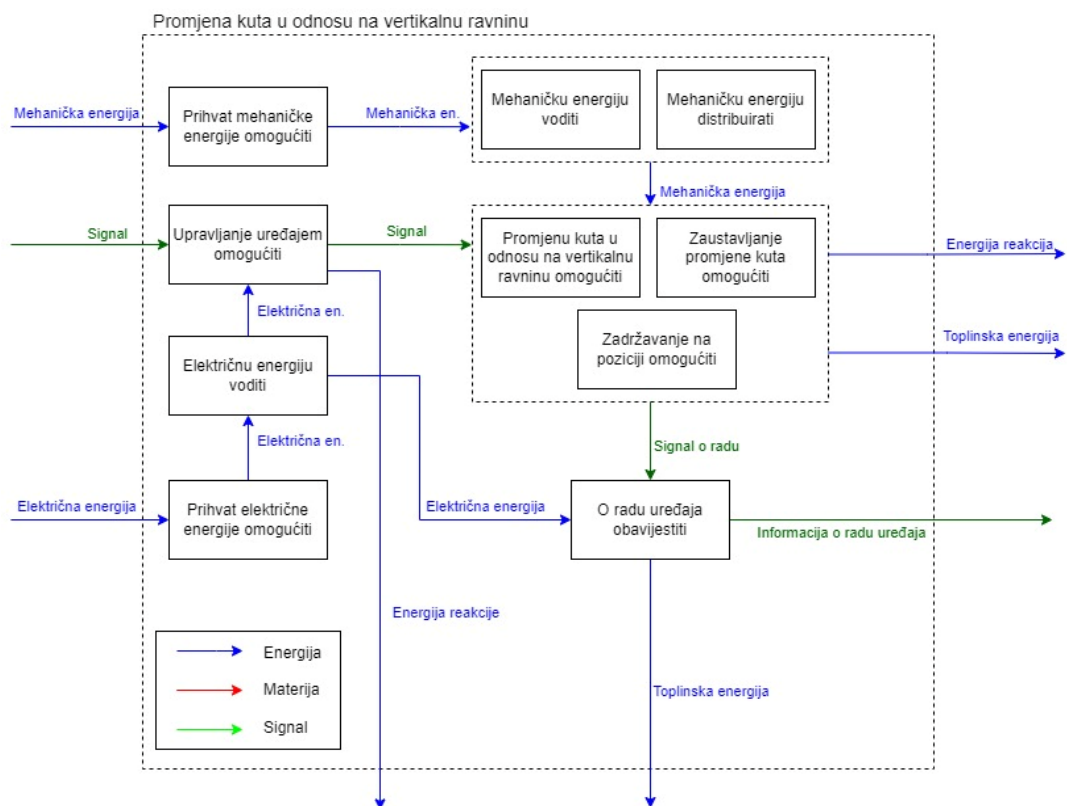 Promjena kuta u odnosu na vertikalnu ravninu
Mehanička energija
Prihvat mehaničke
energije omogućiti
Mehanička en.
Mehaničku energiju
voditi
Mehaničku energiju
distribuirati
Mehanička energija
Signal
Upravljanje uređajem
omogućiti
Signal
Promjenu kuta u
odnosu na vertikalnu
ravninu omogućiti
Zaustavljanje
promjene kuta
omogućiti
Energija reakcija
Električna en.
Zadržavanje na
poziciji omogućiti
Toplinska energija
Električnu energiju
voditi
Električna en.
Signal o radu
Električna energija
Prihvat električne
energije omogućiti
Električna energija
O radu uređaja
obavijestiti
Informacija o radu uređaja
Energija reakcije
Energija
Materija
Signal
Toplinska energija